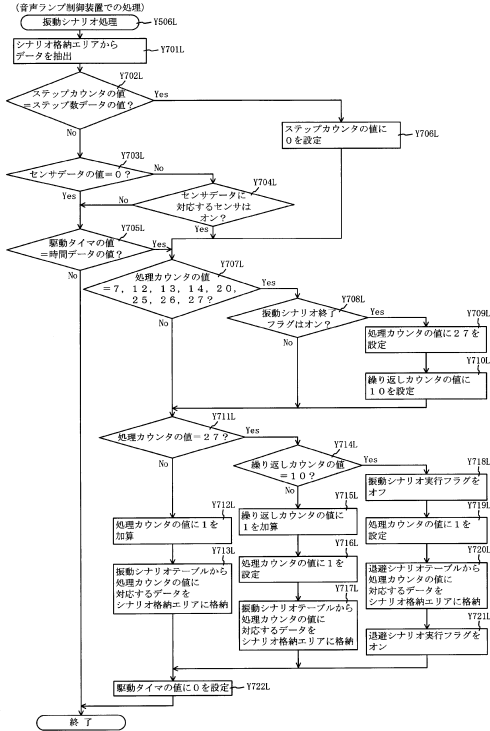 (音声ランプ制御装置での処理)
振動シナリオ処理
Y506L
シナリオ格納エリアから
データを抽出
Y701L
Y702L
ステップカウンタの値
＝ステップ数データの値？
Yes
No
ステップカウンタの値に
０を設定
Y706L
Y703L
センサデータの値＝０？
No
Yes
Y704L
センサデータに
対応するセンサは
オン？
No
Yes
Y705L
駆動タイマの値
＝時間データの値？
Yes
No
Y707L
処理カウンタの値
＝７，１２，１３，１４，２０，
２５，２６，２７？
Yes
No
Y708L
振動シナリオ終了
フラグはオン？
Yes
No
Y709L
処理カウンタの値に２７を
設定
Y710L
繰り返しカウンタの値に
１０を設定
Y711L
処理カウンタの値＝２７？
Yes
No
Y714L
繰り返しカウンタの値
＝１０？
Yes
No
Y712L
処理カウンタの値に１を
加算
Y713L
振動シナリオテーブルから
処理カウンタの値に
対応するデータを
シナリオ格納エリアに格納
Y715L
繰り返しカウンタの値に
１を加算
Y716L
処理カウンタの値に１を
設定
Y717L
振動シナリオテーブルから
処理カウンタの値に
対応するデータを
シナリオ格納エリアに格納
Y718L
振動シナリオ実行フラグを
オフ
Y719L
処理カウンタの値に１を
設定
Y720L
退避シナリオテーブルから
処理カウンタの値に
対応するデータを
シナリオ格納エリアに格納
Y721L
退避シナリオ実行フラグを
オン
駆動タイマの値に０を設定
Y722L
終了